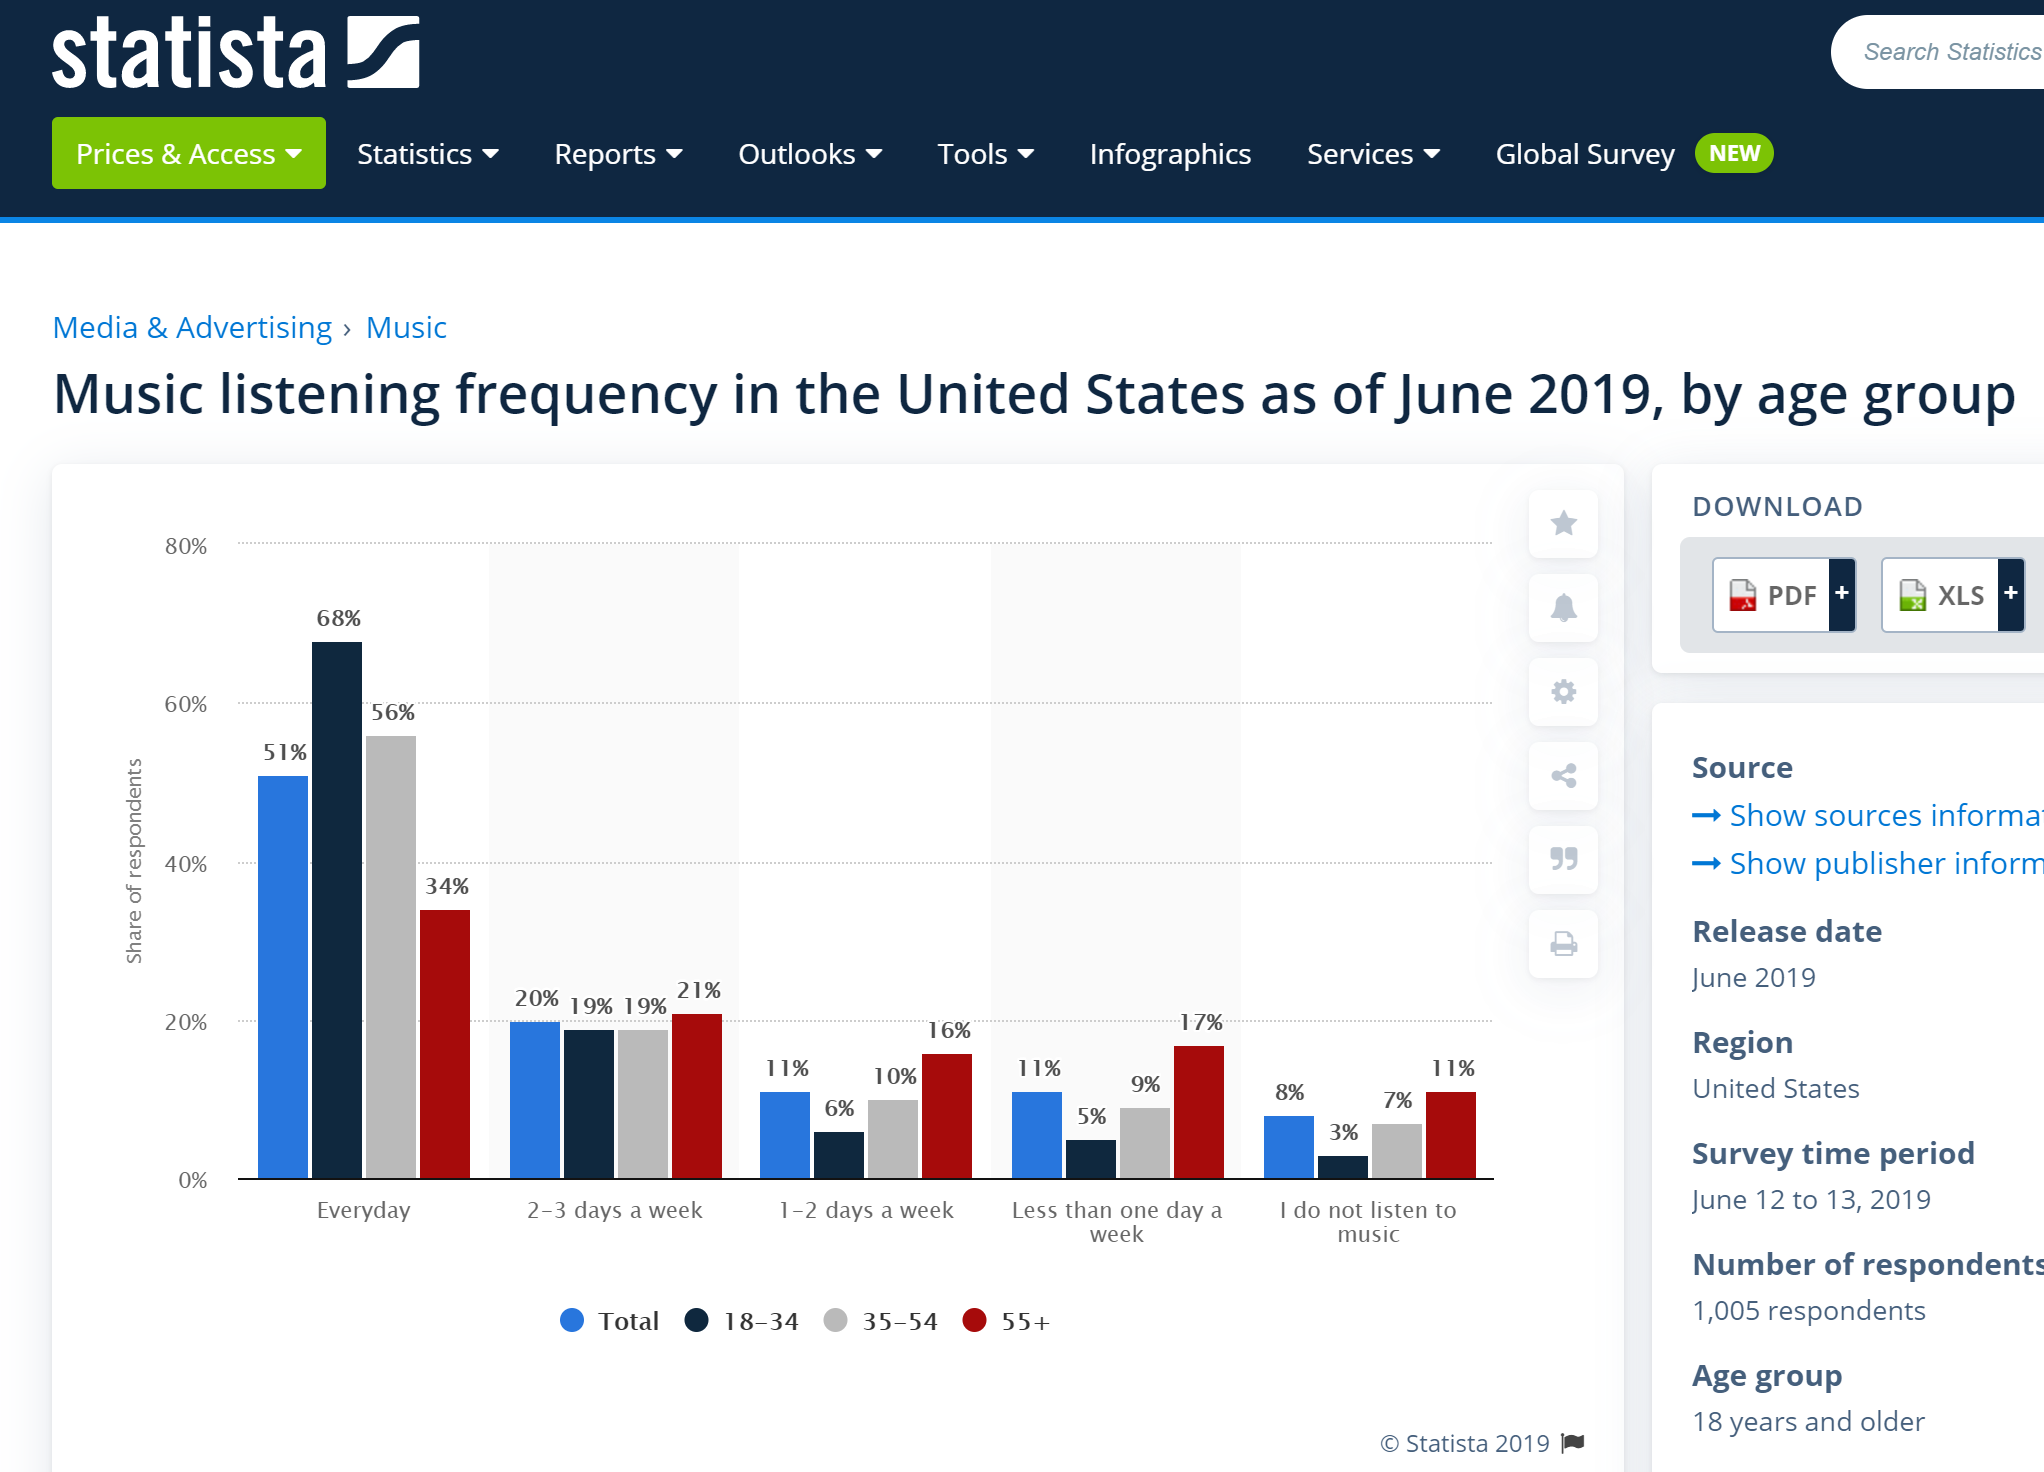 statista
Search Statistics
Prices & Access Statistics Reports Outlooks Tools Infographics Services Global Survey NEW
Media & Advertising › Music
Music listening frequency in the United States as of June 2019, by age group
80%
60%
40%
20%
0%
Share of respondents
51% 68% 56% 34%
20% 19% 19% 21%
11% 6% 10% 16%
11% 5% 9% 17%
8% 3% 7% 11%
Everyday
2-3 days a week
1-2 days a week
Less than one day a
week
I do not listen to
music
Total 18-34 35-54 55+
© Statista 2019
DOWNLOAD
PDF + XLS +
Source
Show sources
Show publisher
Release date
June 2019
Region
United States
Survey time period
June 12 to 13, 2019
Number of respondents
1,005 respondents
Age group
18 years and older